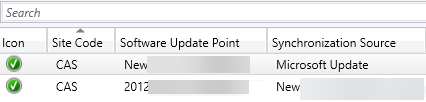 Search
Icon Site Code Software Update Point Synchronization Source
CAS New Microsoft Update
CAS 2012 New